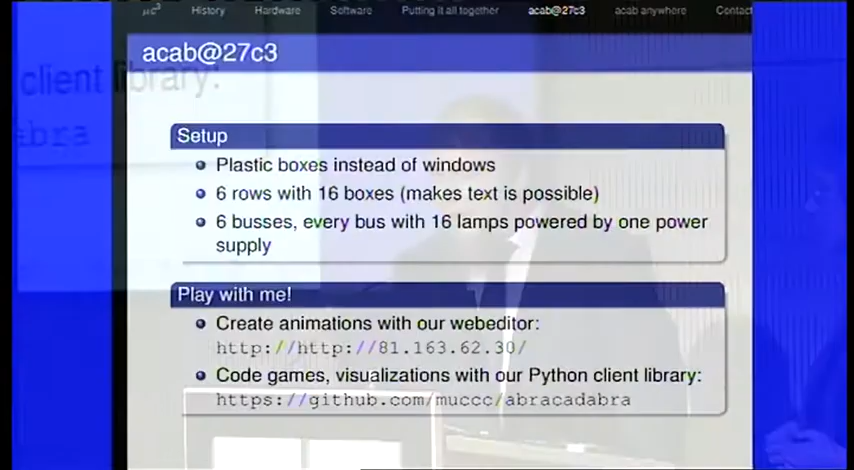 μc³ History Hardware Software Putting it all together acab@27c3 acab anywhere Contact
acab@27c3
client library:
abra
Setup
Plastic boxes instead of windows
6 rows with 16 boxes (makes text is possible)
6 busses, every bus with 16 lamps powered by one power
supply
Play with me!
Create animations with our webeditor:
http://http://81.163.62.30/
Code games, visualizations with our Python client library:
https://github.com/muccc/abracadabra